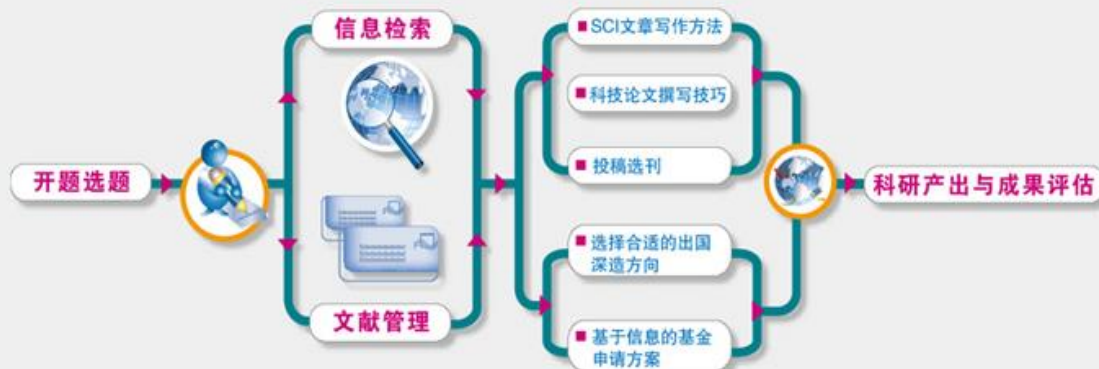 开题选题
信息检索
文献管理
■ SCI文章写作方法
科技论文撰写技巧
■ 投稿选刊
■ 选择合适的出国
深造方向
■ 基于信息的基金
申请方案
科研产出与成果评估